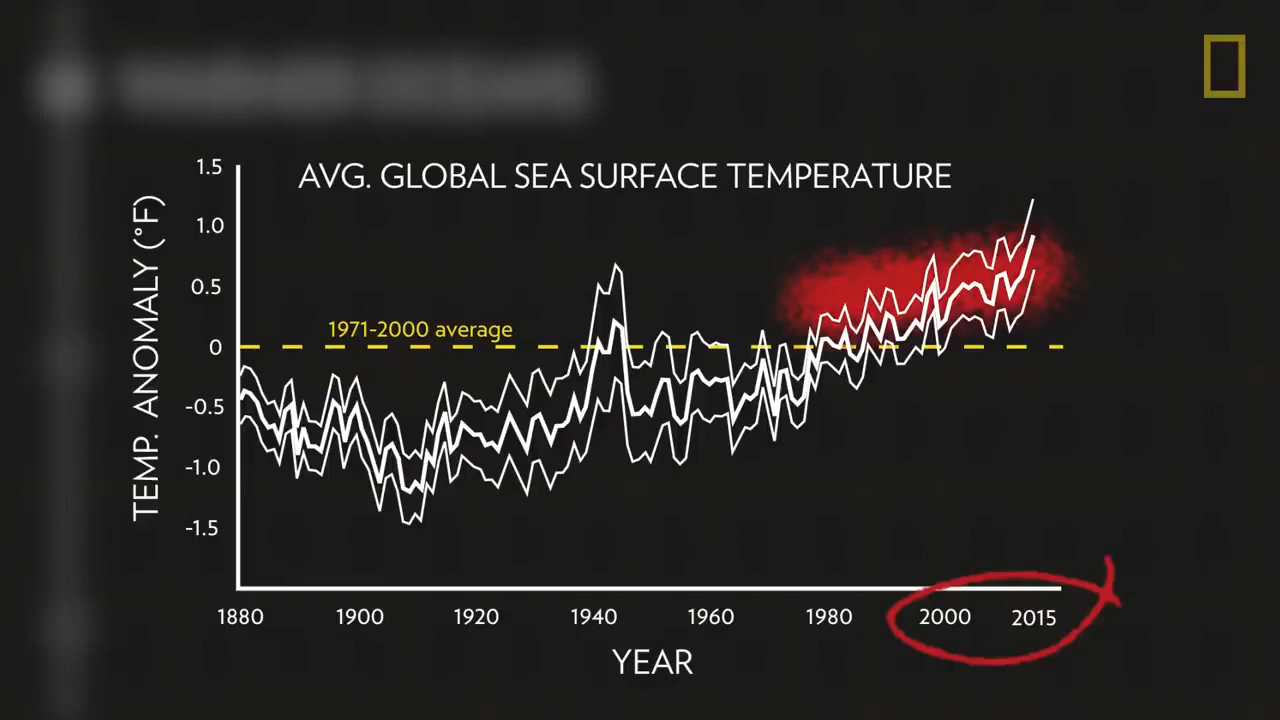 AVG. GLOBAL SEA SURFACE TEMPERATURE
TEMP. ANOMALY (°F)
1.5
1.0
0.5
0
-0.5
-1.0
-1.5
1971-2000 average
1880 1900 1920 1940 1960 1980 2000 2015
YEAR